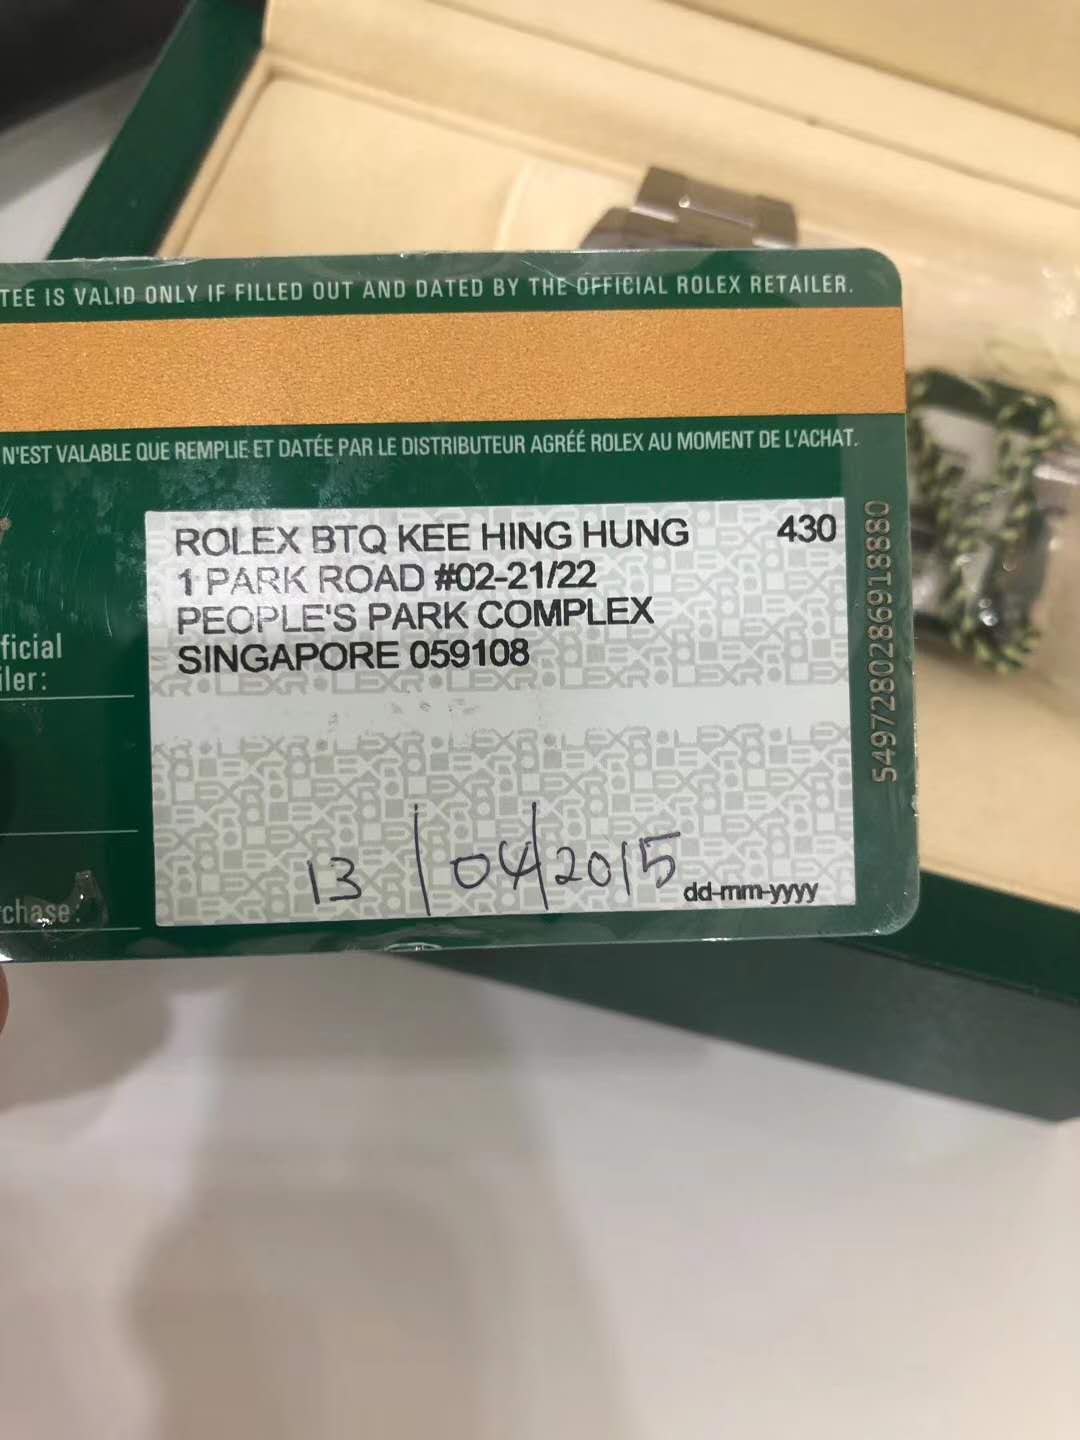 TEE IS VALID ONLY IF FILLED OUT AND DATED BY THE OFFICIAL ROLEX RETAILER.
N'EST VALABLE QUE REMPLIE ET DATÉE PAR LE DISTRIBUTEUR AGRÉÉ ROLEX AU MOMENT DE L'ACHAT.
ROLEX BTQ KEE HING HUNG 430
1 PARK ROAD #02-21/22
PEOPLE'S PARK COMPLEX
SINGAPORE 059108
ficial
iler:
13/04/2015
dd-mm-yyyy
chase:
5497280286918880